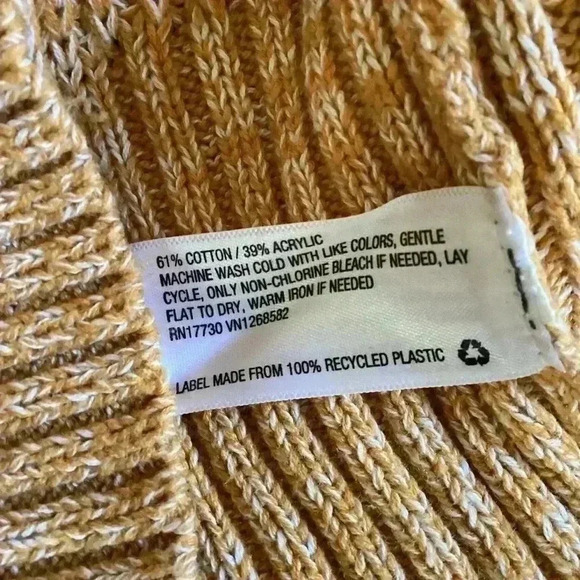 61% COTTON / 39% ACRYLIC
MACHINE WASH COLD WITH LIKE COLORS, GENTLE
CYCLE, ONLY NON-CHLORINE BLEACH IF NEEDED, LAY
FLAT TO DRY, WARM IRON IF NEEDED
RN17730 VN1268582
LABEL MADE FROM 100% RECYCLED PLASTIC